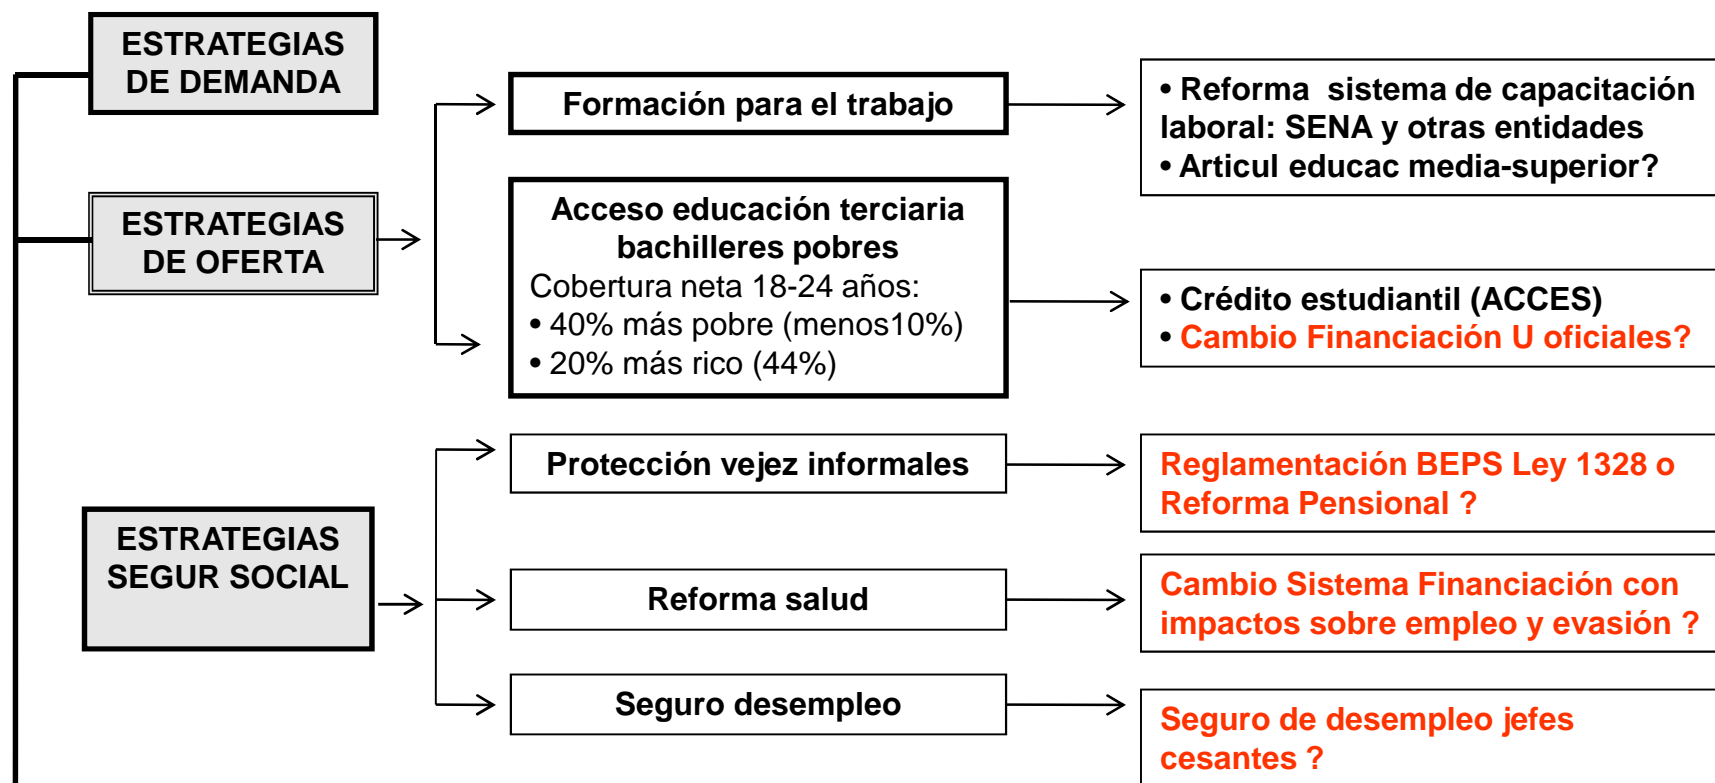 ESTRATEGIAS
DE DEMANDA
Formación para el trabajo
• Reforma sistema de capacitación
laboral: SENA y otras entidades
• Articul educac media-superior?
ESTRATEGIAS
DE OFERTA
Acceso educación terciaria
bachilleres pobres
Cobertura neta 18-24 años:
• 40% más pobre (menos10%)
• 20% más rico (44%)
• Crédito estudiantil (ACCES)
• Cambio Financiación U oficiales?
ESTRATEGIAS
SEGUR SOCIAL
Protección vejez informales
Reglamentación BEPS Ley 1328 o
Reforma Pensional ?
Reforma salud
Cambio Sistema Financiación con
impactos sobre empleo y evasión ?
Seguro desempleo
Seguro de desempleo jefes
cesantes ?